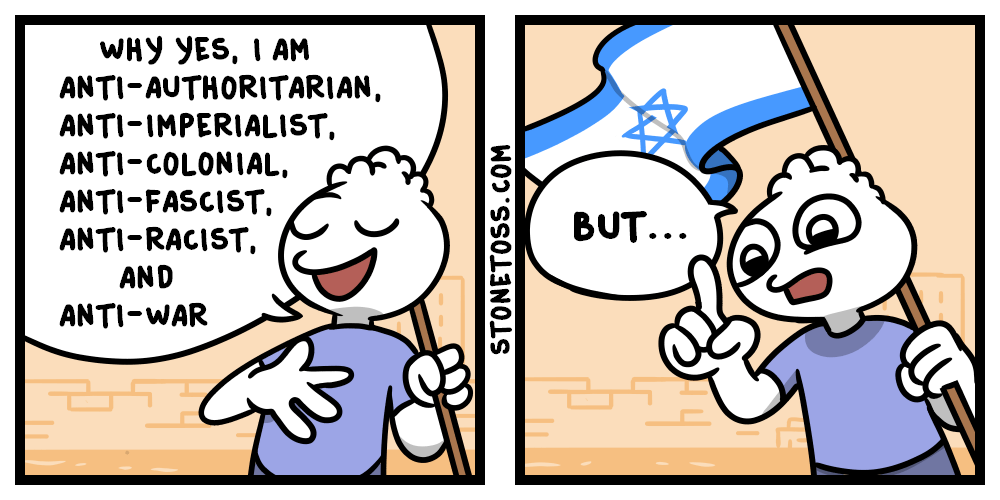 WHY YES, I AM
ANTI-AUTHORITARIAN,
ANTI-IMPERIALIST,
ANTI-COLONIAL,
ANTI-FASCIST,
ANTI-RACIST,
AND
ANTI-WAR
STONETOSS.COM
BUT...